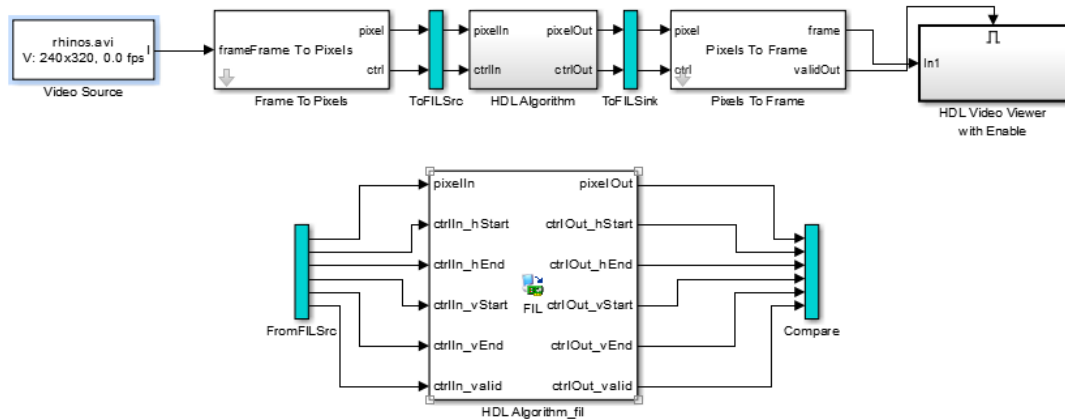 rhinos.avi
V: 240x320, 0.0 fps
I
Video Source
frame
Frame To Pixels
pixel
ctrl
Frame To Pixels
ToFILSrc
pixelIn
ctrlIn
pixelOut
ctrlOut
HDL Algorithm
ToFILSink
pixel
ctrl
Pixels To Frame
frame
validOut
Pixels To Frame
In1
HDL Video Viewer
with Enable
FromFILSrc
pixelIn
ctrlIn_hStart
ctrlIn_hEnd
ctrlIn_vStart
ctrlIn_vEnd
ctrlIn_valid
FIL
pixelOut
ctrlOut_hStart
ctrlOut_hEnd
ctrlOut_vStart
ctrlOut_vEnd
ctrlOut_valid
HDL Algorithm_fil
Compare